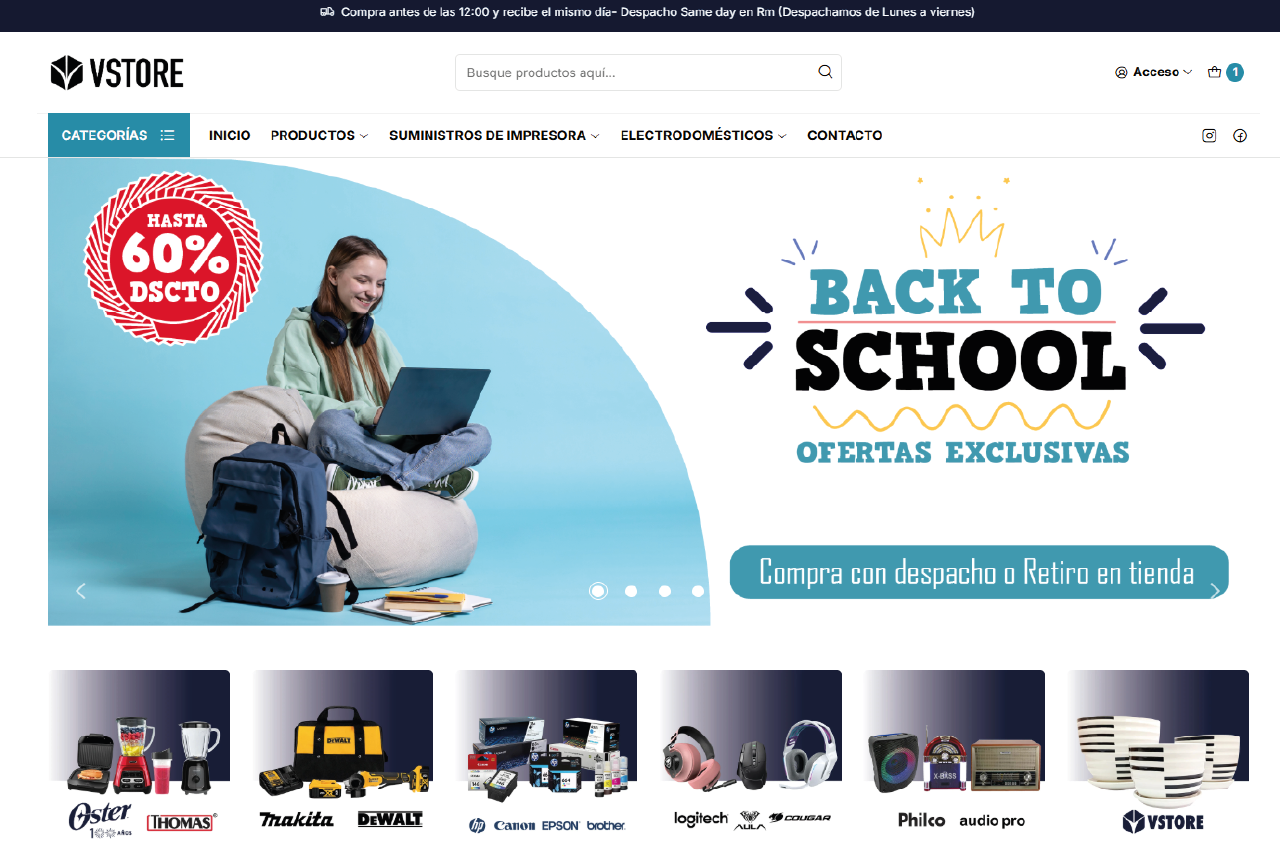 Compra antes de las 12:00 y recibe el mismo día- Despacho Same day en Rm (Despachamos de Lunes a viernes)
VSTORE
Busque productos aquí...
Acceso
1
CATEGORÍAS
INICIO
PRODUCTOS
SUMINISTROS DE IMPRESORA
ELECTRODOMÉSTICOS
CONTACTO
HASTA
60%
DSCTO
BACK TO
SCHOOL
OFERTAS EXCLUSIVAS
Compra con despacho o Retiro en tienda
DEWALT
X-BASS
Oster
100 AÑOS
THOMAS
Makita
DEWALT
hp
Canon
EPSON
brother
logitech
AULA
COUGAR
Philco
audio pro
VSTORE